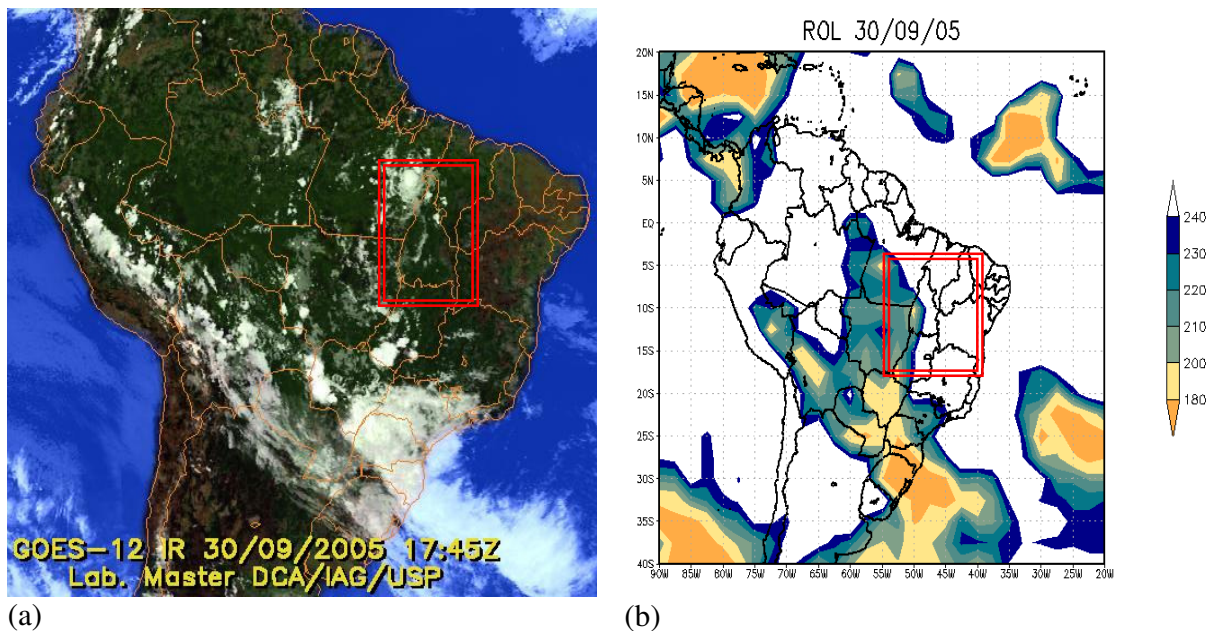 GOES-12 IR 30/09/2005 17:45Z
Lab. Master DCA/IAG/USP
(a)
ROL 30/09/05
20N
15N
10N
5N
EQ
5S
10S
15S
20S
25S
30S
35S
40S
90W 85W 80W 75W 70W 65W 60W 55W 50W 45W 40W 35W 30W 25W 20W
240
230
220
210
200
180
(b)